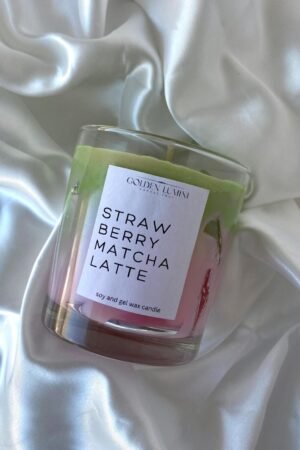 GOLDEN LUMINI
STRAW
BERRY
MATCHA
LATTE
soy and gel wax candle